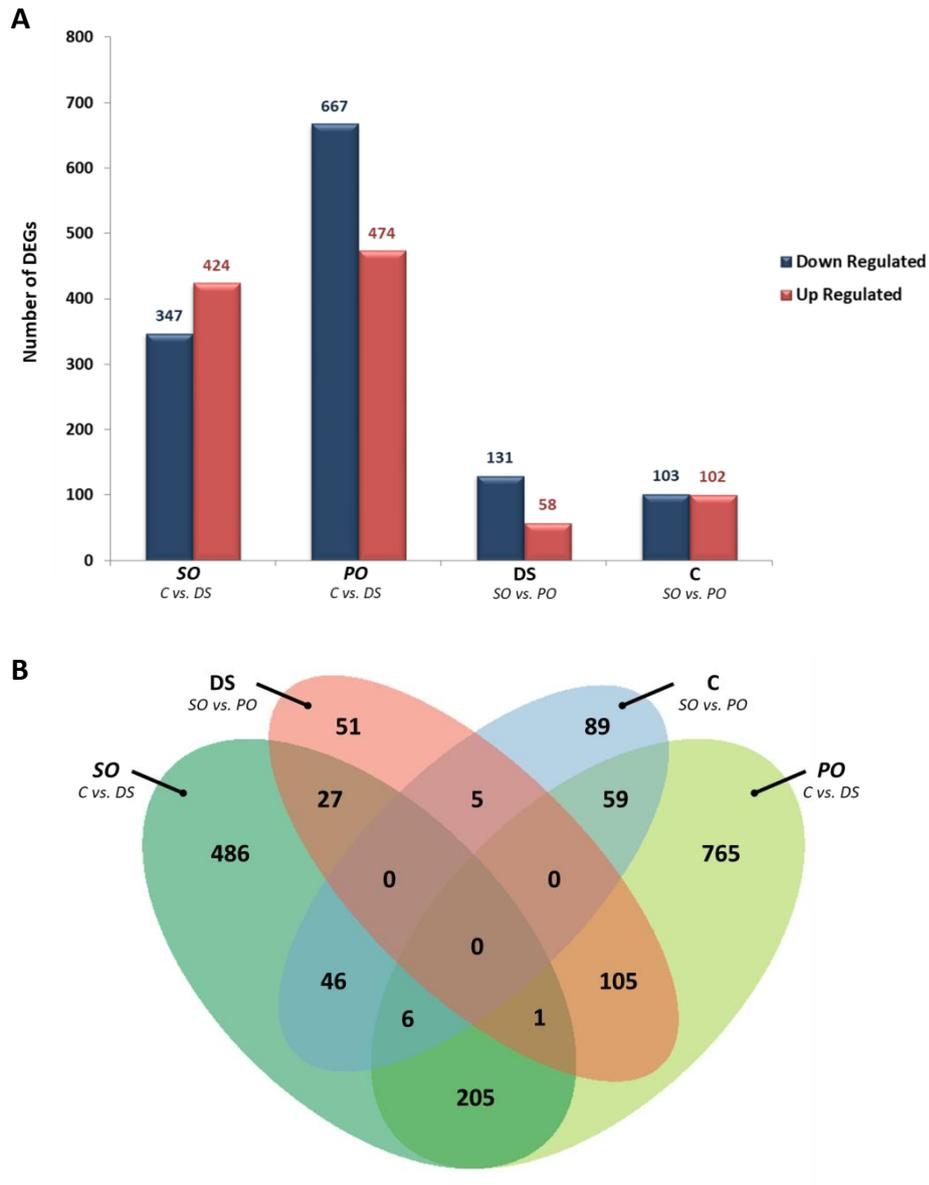 A
800
700
600
500
400
300
200
100
0
Number of DEGs
347
424
667
474
131
58
103
102
SO
C vs. DS
PO
C vs. DS
DS
SO vs. PO
C
SO vs. PO
Down Regulated
Up Regulated
B
DS
SO vs. PO
C
SO vs. PO
SO
C vs. DS
PO
C vs. DS
51
89
27
5
59
486
765
0
0
0
46
105
6
1
205